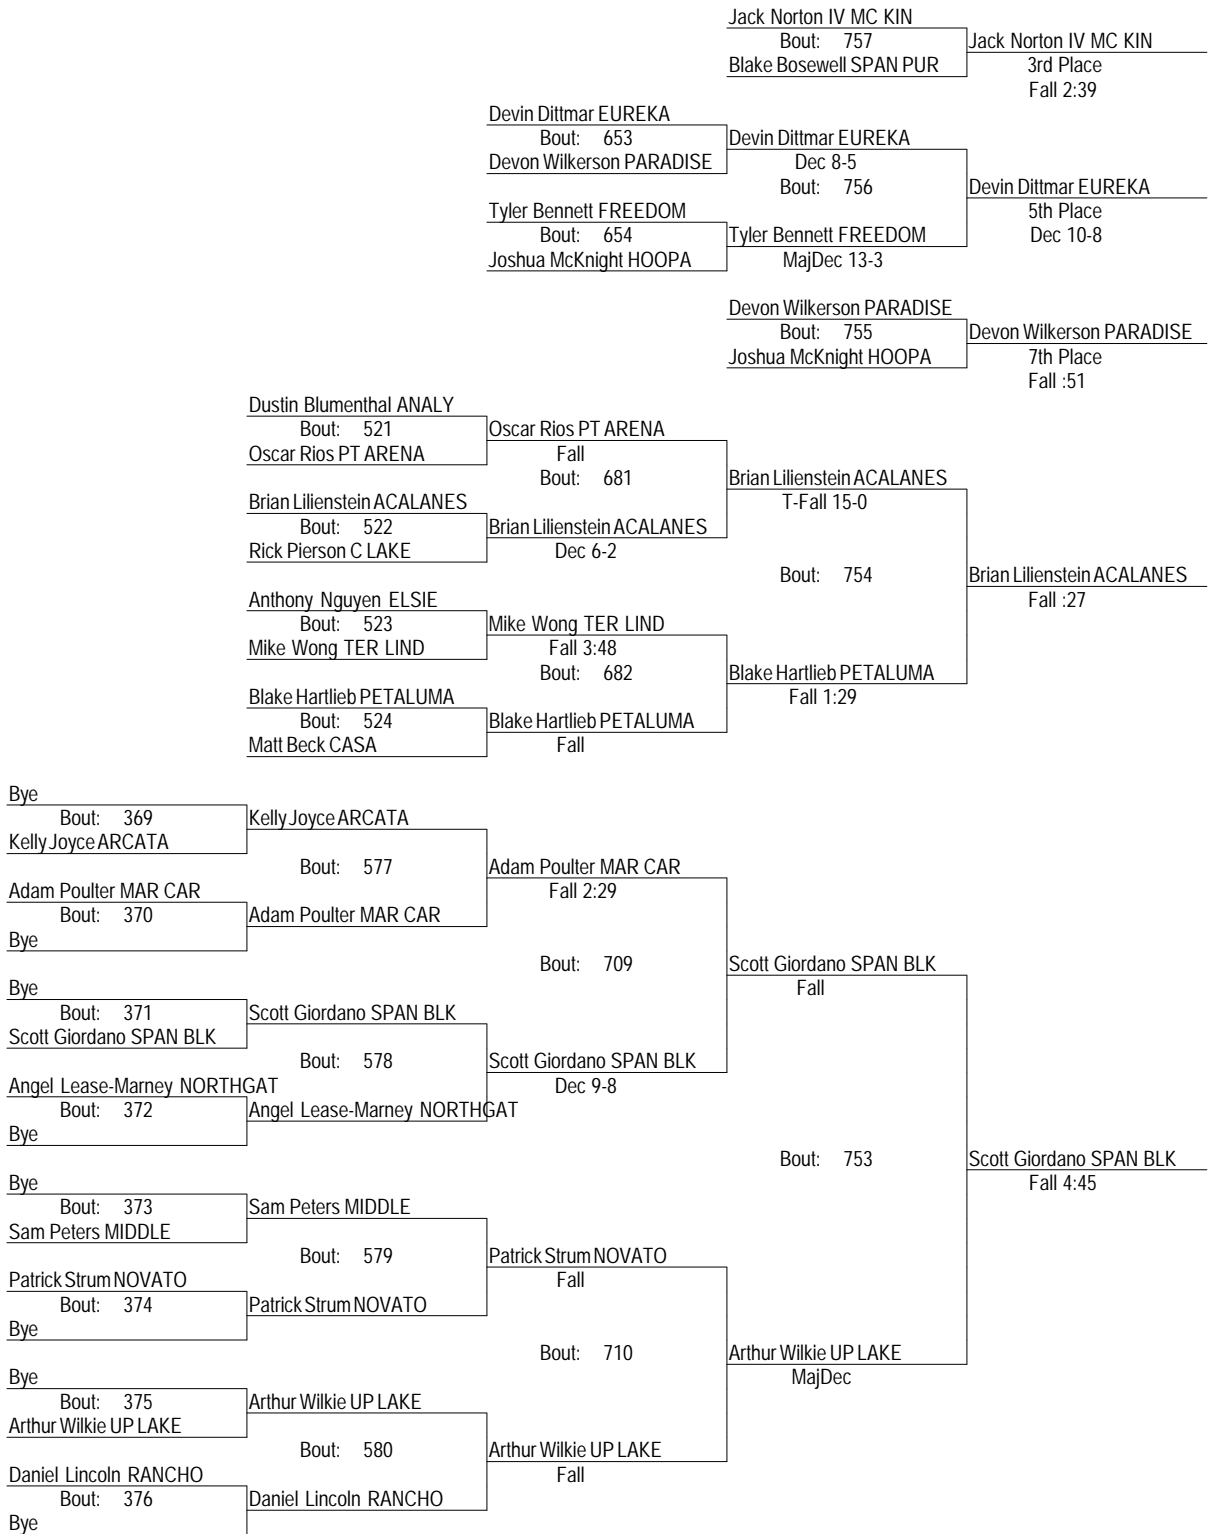 Jack Norton IV MC KIN
Bout: 757
Jack Norton IV MC KIN
Blake Bosewell SPAN PUR
3rd Place
Fall 2:39
Devin Dittmar EUREKA
Bout: 653
Devin Dittmar EUREKA
Devon Wilkerson PARADISE
Dec 8-5
Bout: 756
Devin Dittmar EUREKA
Tyler Bennett FREEDOM
5th Place
Bout: 654
Tyler Bennett FREEDOM
Dec 10-8
Joshua McKnight HOOPA
MajDec 13-3
Devon Wilkerson PARADISE
Bout: 755
Devon Wilkerson PARADISE
Joshua McKnight HOOPA
7th Place
Fall :51
Dustin Blumenthal ANALY
Bout: 521
Oscar Rios PT ARENA
Oscar Rios PT ARENA
Fall
Bout: 681
Brian Lilienstein ACALANES
Brian Lilienstein ACALANES
T-Fall 15-0
Bout: 522
Brian Lilienstein ACALANES
Rick Pierson C LAKE
Dec 6-2
Bout: 754
Brian Lilienstein ACALANES
Anthony Nguyen ELSIE
Fall :27
Bout: 523
Mike Wong TER LIND
Mike Wong TER LIND
Fall 3:48
Bout: 682
Blake Hartlieb PETALUMA
Blake Hartlieb PETALUMA
Fall 1:29
Bout: 524
Blake Hartlieb PETALUMA
Matt Beck CASA
Fall
Bye
Bout: 369
Kelly Joyce ARCATA
Kelly Joyce ARCATA
Bout: 577
Adam Poulter MAR CAR
Adam Poulter MAR CAR
Fall 2:29
Bout: 370
Adam Poulter MAR CAR
Bye
Bout: 709
Scott Giordano SPAN BLK
Bye
Fall
Bout: 371
Scott Giordano SPAN BLK
Scott Giordano SPAN BLK
Bout: 578
Scott Giordano SPAN BLK
Angel Lease-Marney NORTHGAT
Dec 9-8
Bout: 372
Angel Lease-Marney NORTHGAT
Bye
Bout: 753
Scott Giordano SPAN BLK
Bye
Fall 4:45
Bout: 373
Sam Peters MIDDLE
Sam Peters MIDDLE
Bout: 579
Patrick Strum NOVATO
Patrick Strum NOVATO
Fall
Bout: 374
Patrick Strum NOVATO
Bye
Bout: 710
Arthur Wilkie UP LAKE
Bye
MajDec
Bout: 375
Arthur Wilkie UP LAKE
Arthur Wilkie UP LAKE
Bout: 580
Arthur Wilkie UP LAKE
Daniel Lincoln RANCHO
Fall
Bout: 376
Daniel Lincoln RANCHO
Bye